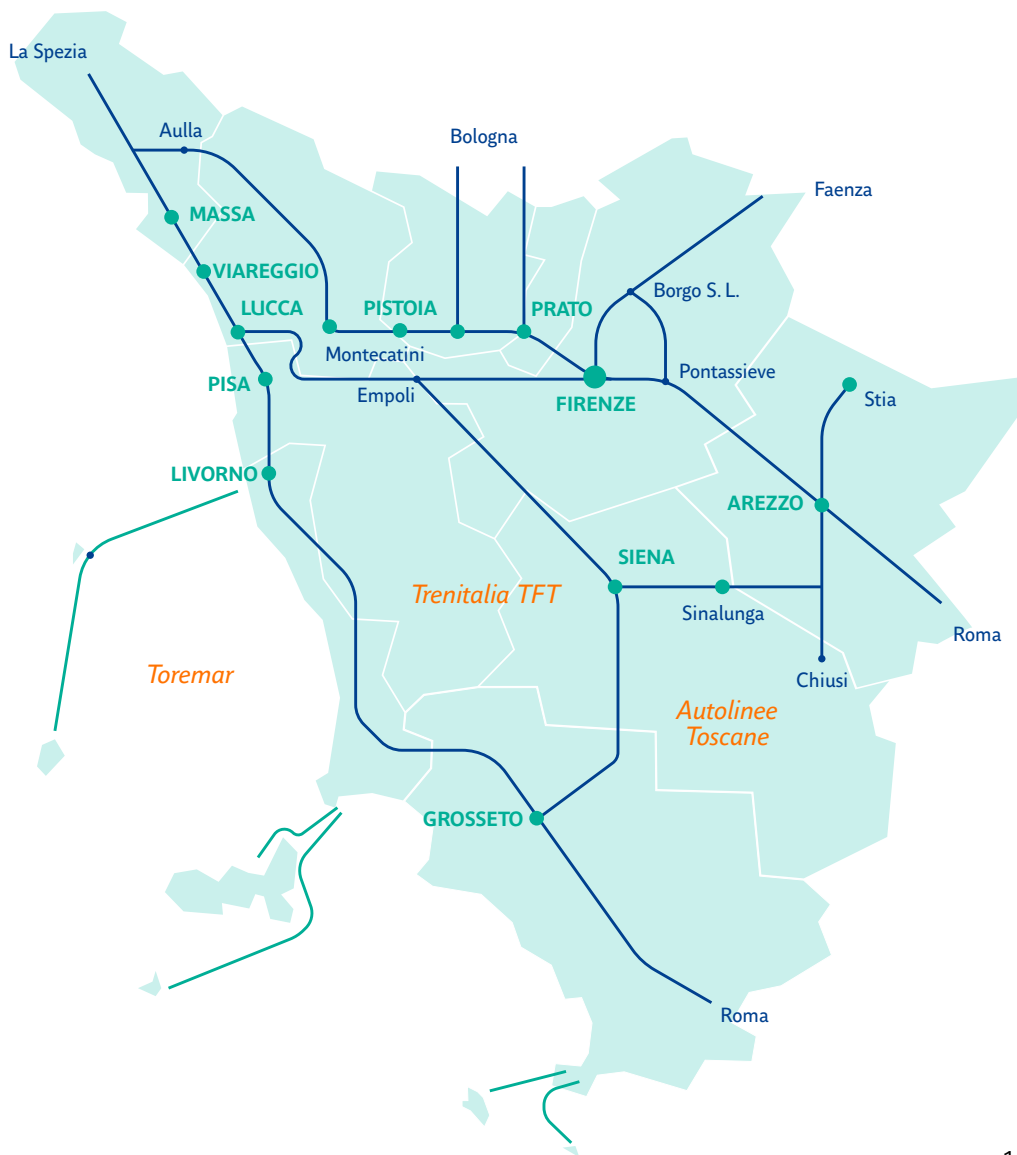 La Spezia
Aulla
Bologna
Faenza
MASSA
VIAREGGIO
Borgo S. L.
LUCCA
PISTOIA
PRATO
Montecatini
Pontassieve
PISA
Empoli
FIRENZE
Stia
LIVORNO
AREZZO
SIENA
Trenitalia TFT
Sinalunga
Roma
Toremar
Chiusi
Autolinee
Toscane
GROSSETO
Roma